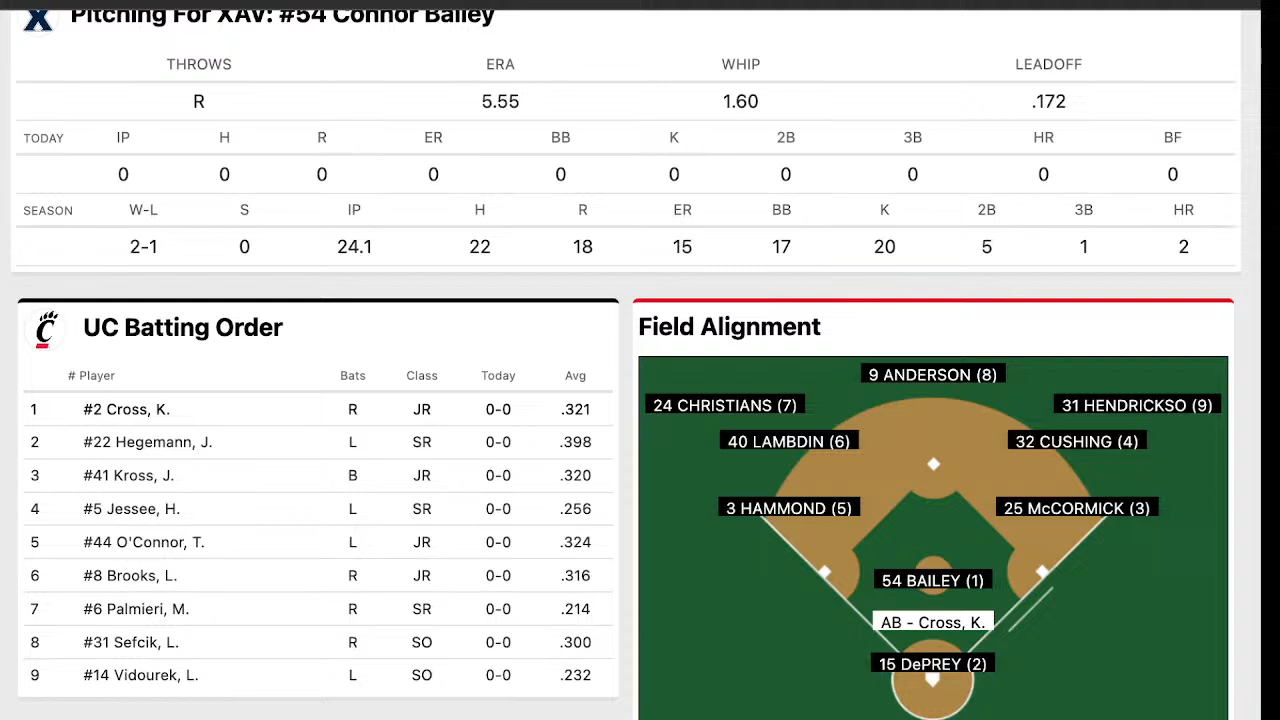 Pitching For XAV: #54 Connor Bailey
THROWS ERA WHIP LEADOFF
R 5.55 1.60 .172
TODAY IP H R ER BB K 2B 3B HR BF
0 0 0 0 0 0 0 0 0 0
SEASON W-L S IP H R ER BB K 2B 3B HR
2-1 0 24.1 22 18 15 17 20 5 1 2
UC Batting Order
# Player Bats Class Today Avg
1 #2 Cross, K. R JR 0-0 .321
2 #22 Hegemann, J. L SR 0-0 .398
3 #41 Kross, J. B JR 0-0 .320
4 #5 Jessee, H. L SR 0-0 .256
5 #44 O'Connor, T. L JR 0-0 .324
6 #8 Brooks, L. R JR 0-0 .316
7 #6 Palmieri, M. L SR 0-0 .214
8 #31 Sefcik, L. R SO 0-0 .300
9 #14 Vidourek, L. L SO 0-0 .232
Field Alignment
9 ANDERSON (8)
24 CHRISTIANS (7) 31 HENDRICKSO (9)
40 LAMBDIN (6) 32 CUSHING (4)
3 HAMMOND (5) 25 McCORMICK (3)
54 BAILEY (1)
AB - Cross, K.
15 DePREY (2)